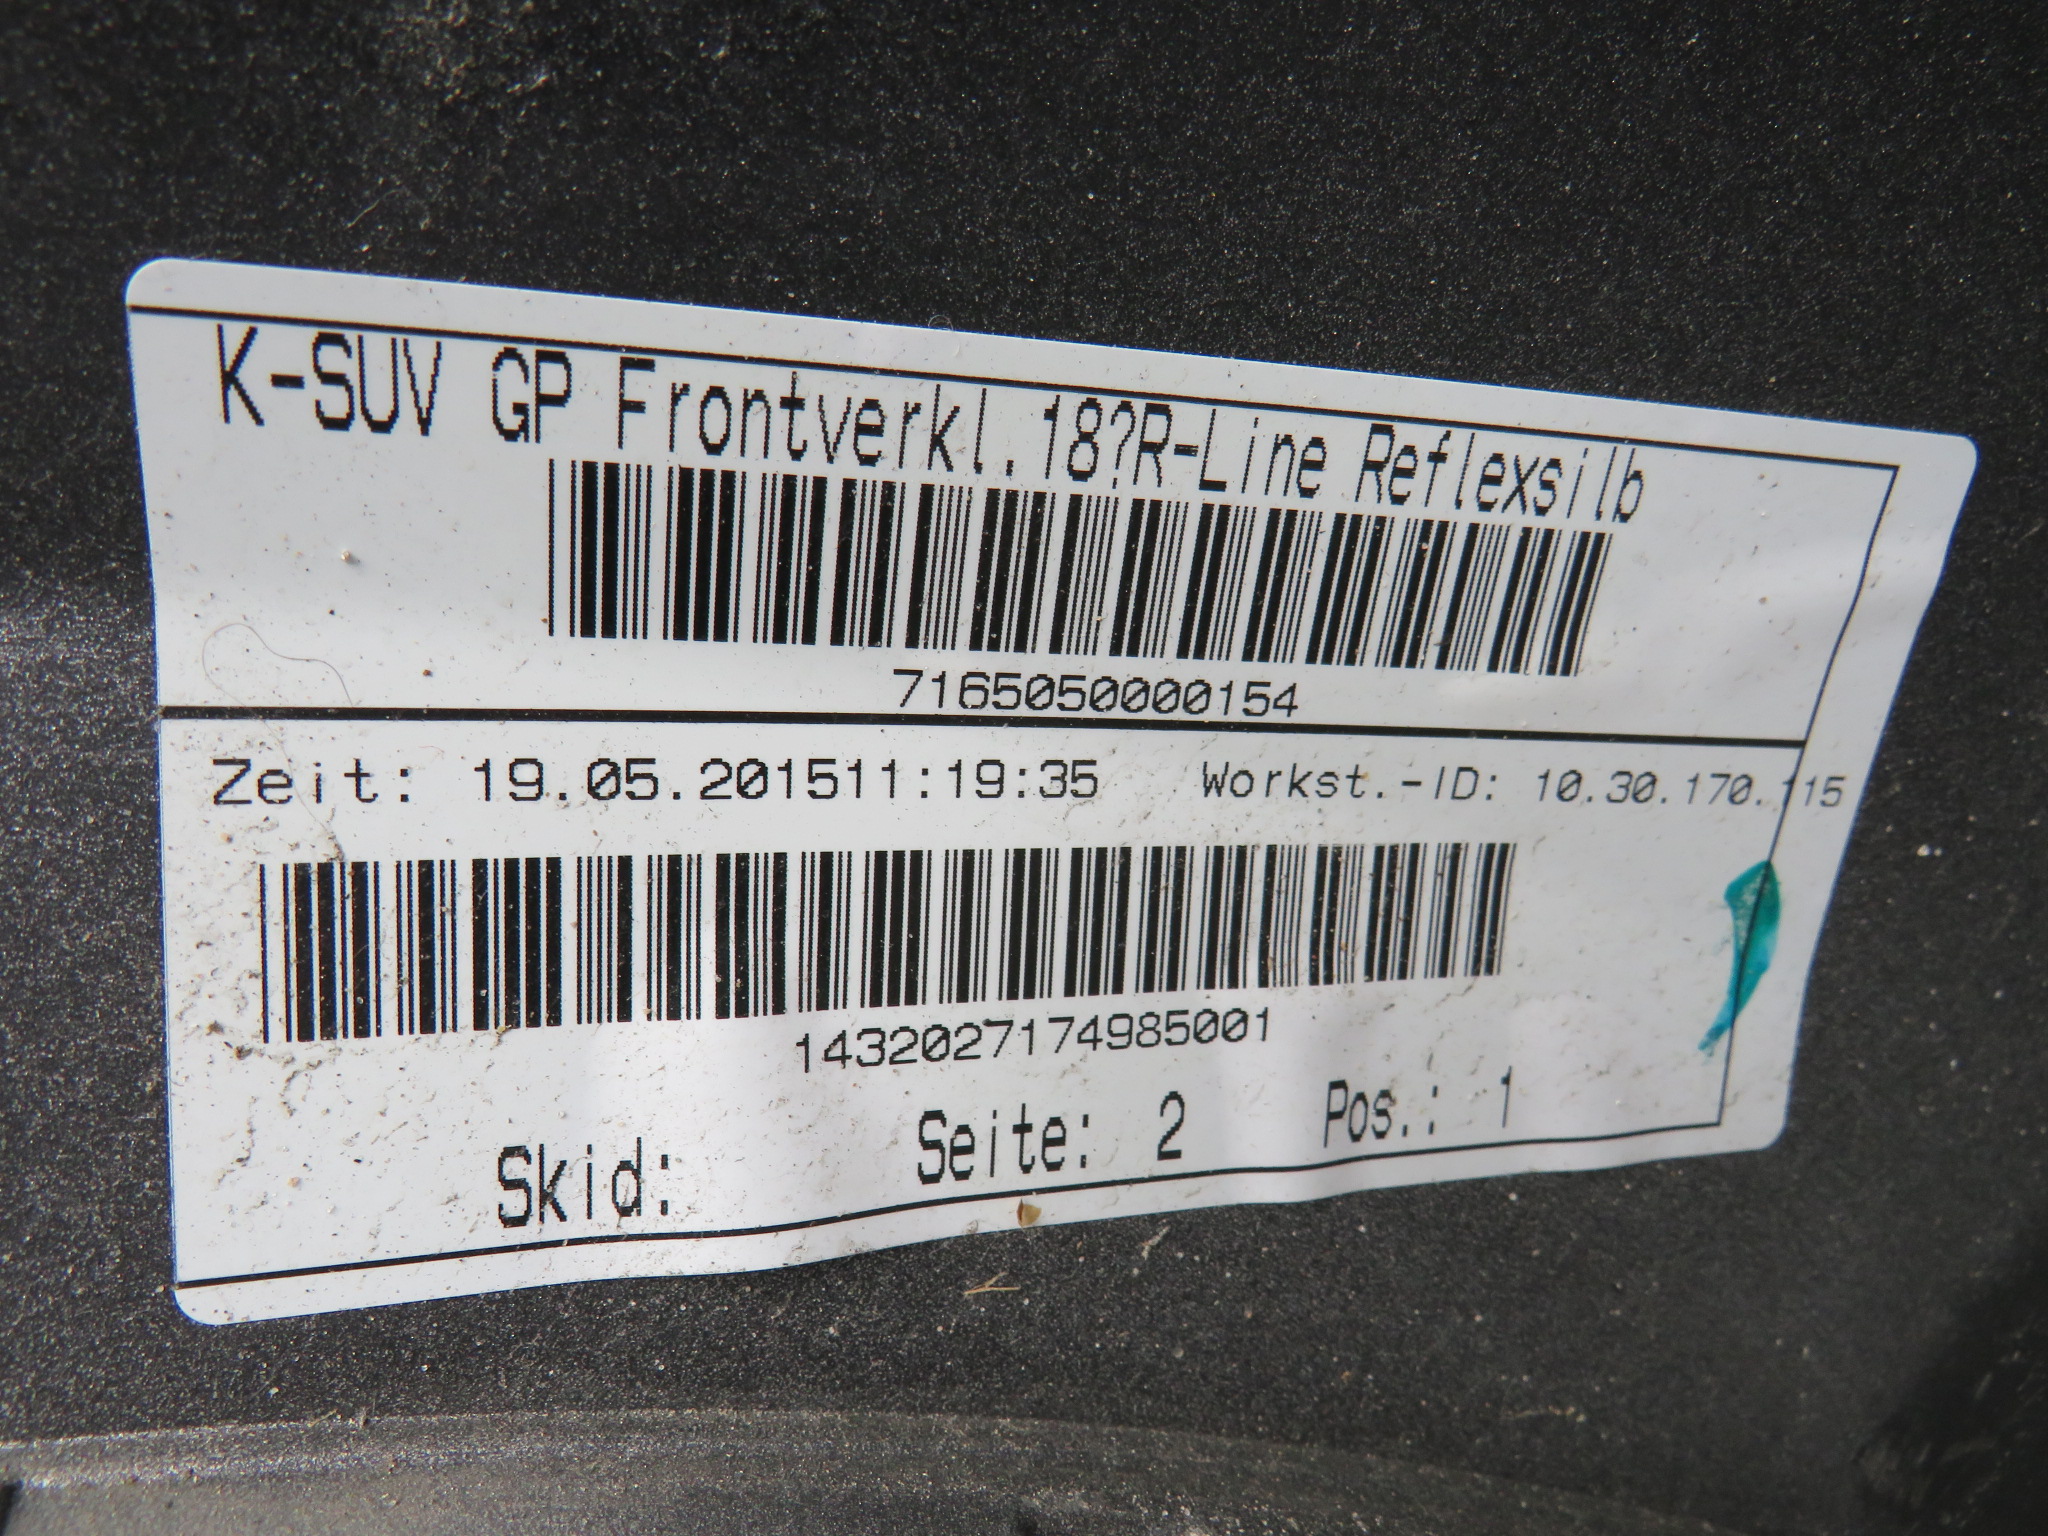 K-SUV GP Frontverkl.18?R-Line Reflexsilb
7165050000154
Zeit: 19.05.201511:19:35 Workst.-ID: 10.30.170.115
1432027174985001
Skid: Seite: 2 Pos.: 1